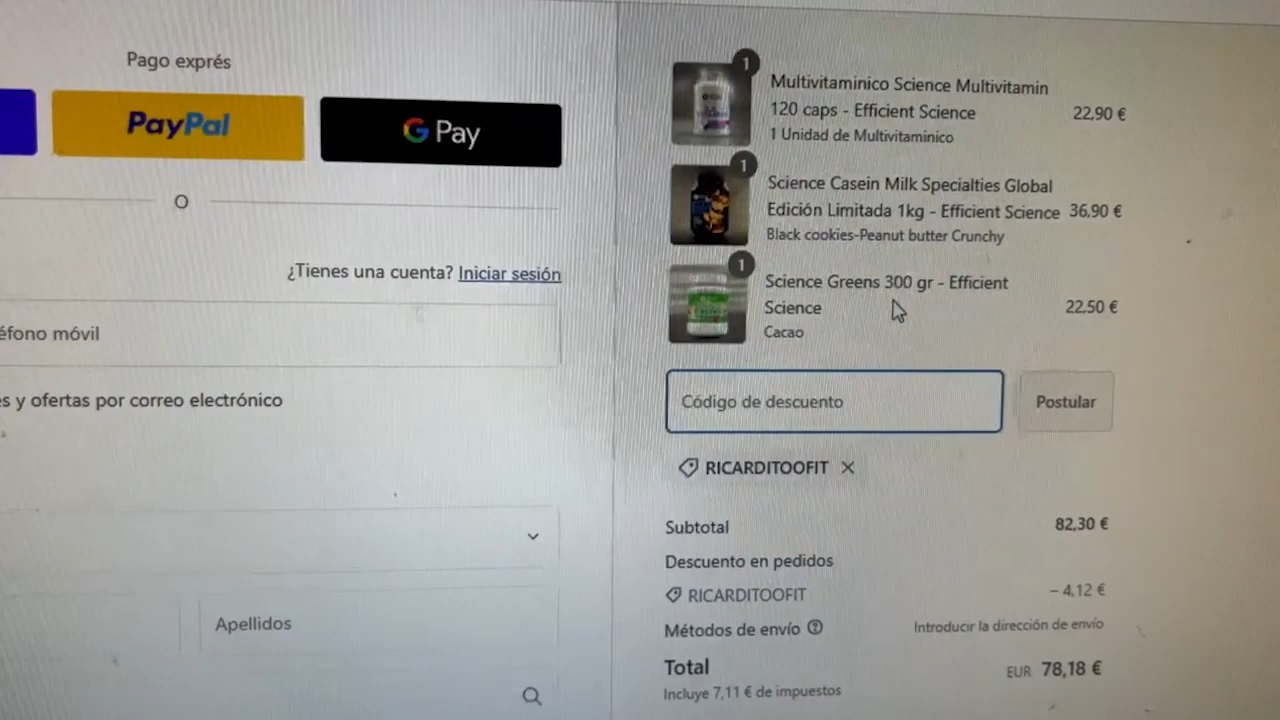 Pago exprés
PayPal
G Pay
O
¿Tienes una cuenta? Iniciar sesión
éfono móvil
s y ofertas por correo electrónico
Apellidos
1
Multivitaminico Science Multivitamin
120 caps - Efficient Science
22,90 €
1 Unidad de Multivitaminico
1
Science Casein Milk Specialties Global
Edición Limitada 1kg - Efficient Science 36,90 €
Black cookies-Peanut butter Crunchy
1
Science Greens 300 gr - Efficient
Science
22,50 €
Cacao
Código de descuento
Postular
RICARDITOOFIT
Subtotal 82,30 €
Descuento en pedidos
RICARDITOOFIT − 4,12 €
Métodos de envío Introducir la dirección de envío
Total EUR 78,18 €
Incluye 7,11 € de impuestos